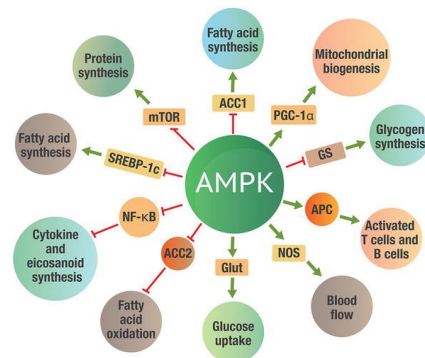 Fatty acid
synthesis
Protein
synthesis
Mitochondrial
biogenesis
ACC1
mTOR
PGC-1α
Fatty acid
synthesis
SREBP-1c
GS
Glycogen
synthesis
AMPK
NF-κB
APC
Cytokine
and
eicosanoid
synthesis
ACC2
Glut
NOS
Activated
T cells and
B cells
Fatty
acid
oxidation
Glucose
uptake
Blood
flow